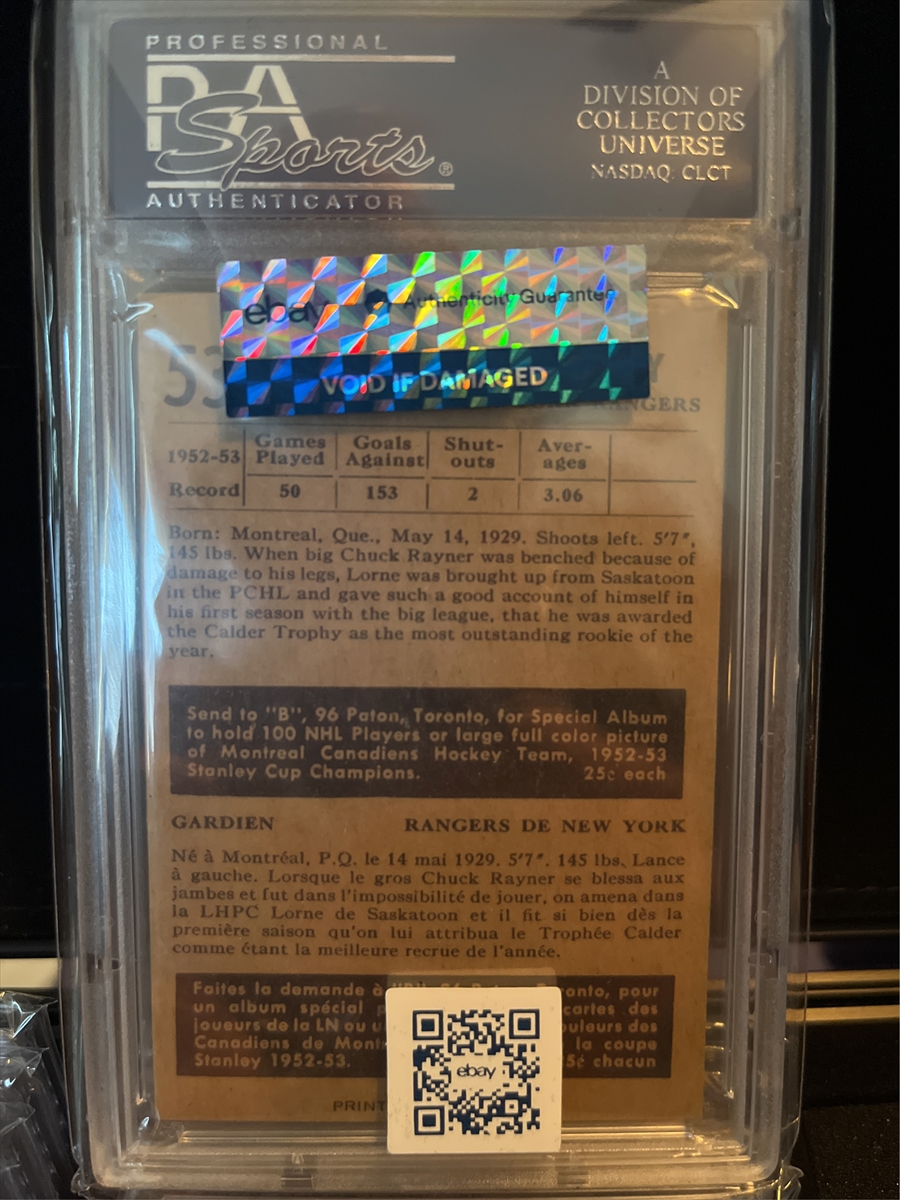 PROFESSIONAL
PSA
Sports®
AUTHENTICATOR
A
DIVISION OF
COLLECTORS
UNIVERSE
NASDAQ: CLCT
ebay Authenticity Guarantee
VOID IF DAMAGED
53
RANGERS
1952-53 Games Played Goals Against Shut-outs Aver-ages
Record 50 153 2 3.06
Born: Montreal, Que., May 14, 1929. Shoots left. 5'7",
145 lbs. When big Chuck Rayner was benched because of
damage to his legs, Lorne was brought up from Saskatoon
in the PCHL and gave such a good account of himself in
his first season with the big league, that he was awarded
the Calder Trophy as the most outstanding rookie of the
year.
Send to "B", 96 Paton, Toronto, for Special Album
to hold 100 NHL Players or large full color picture
of Montreal Canadiens Hockey Team, 1952-53
Stanley Cup Champions. 25¢ each
GARDIEN RANGERS DE NEW YORK
Né à Montréal, P.Q. le 14 mai 1929. 5'7". 145 lbs. Lance
à gauche. Lorsque le gros Chuck Rayner se blessa aux
jambes et fut dans l'impossibilité de jouer, on amena dans
la LHPC Lorne de Saskatoon et il fit si bien dès la
première saison qu'on lui attribua le Trophée Calder
comme étant la meilleure recrue de l'année.
Faites la demande à pour
un album spécial cartes des
joueurs de la LN ou des
Canadiens de la coupe
Stanley 1952-53. chacun
ebay